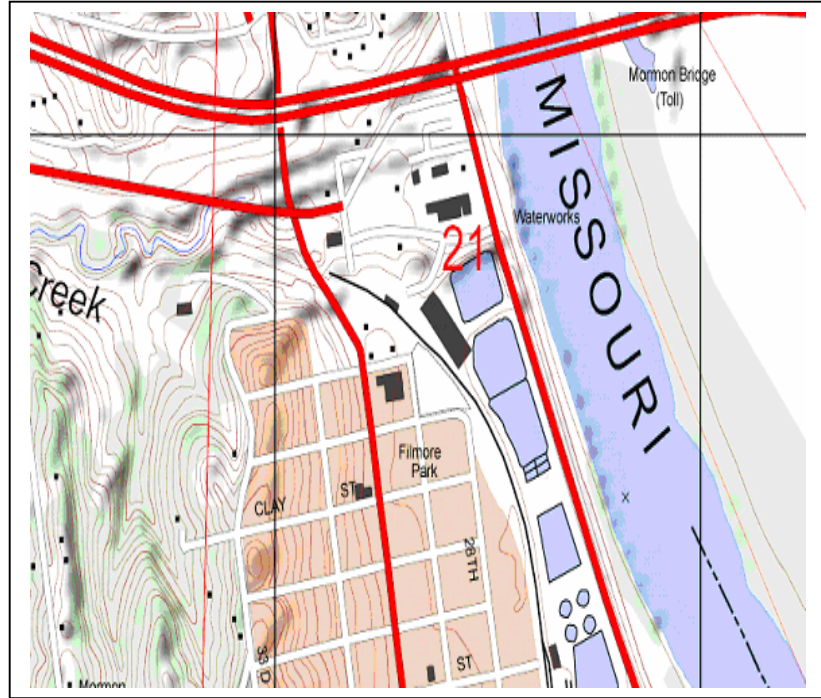 Mormon Bridge
(Toll)
MISSOURI
Waterworks
21
Creek
Filmore
Park
CLAY
ST
28TH
33 D
ST
Mormon